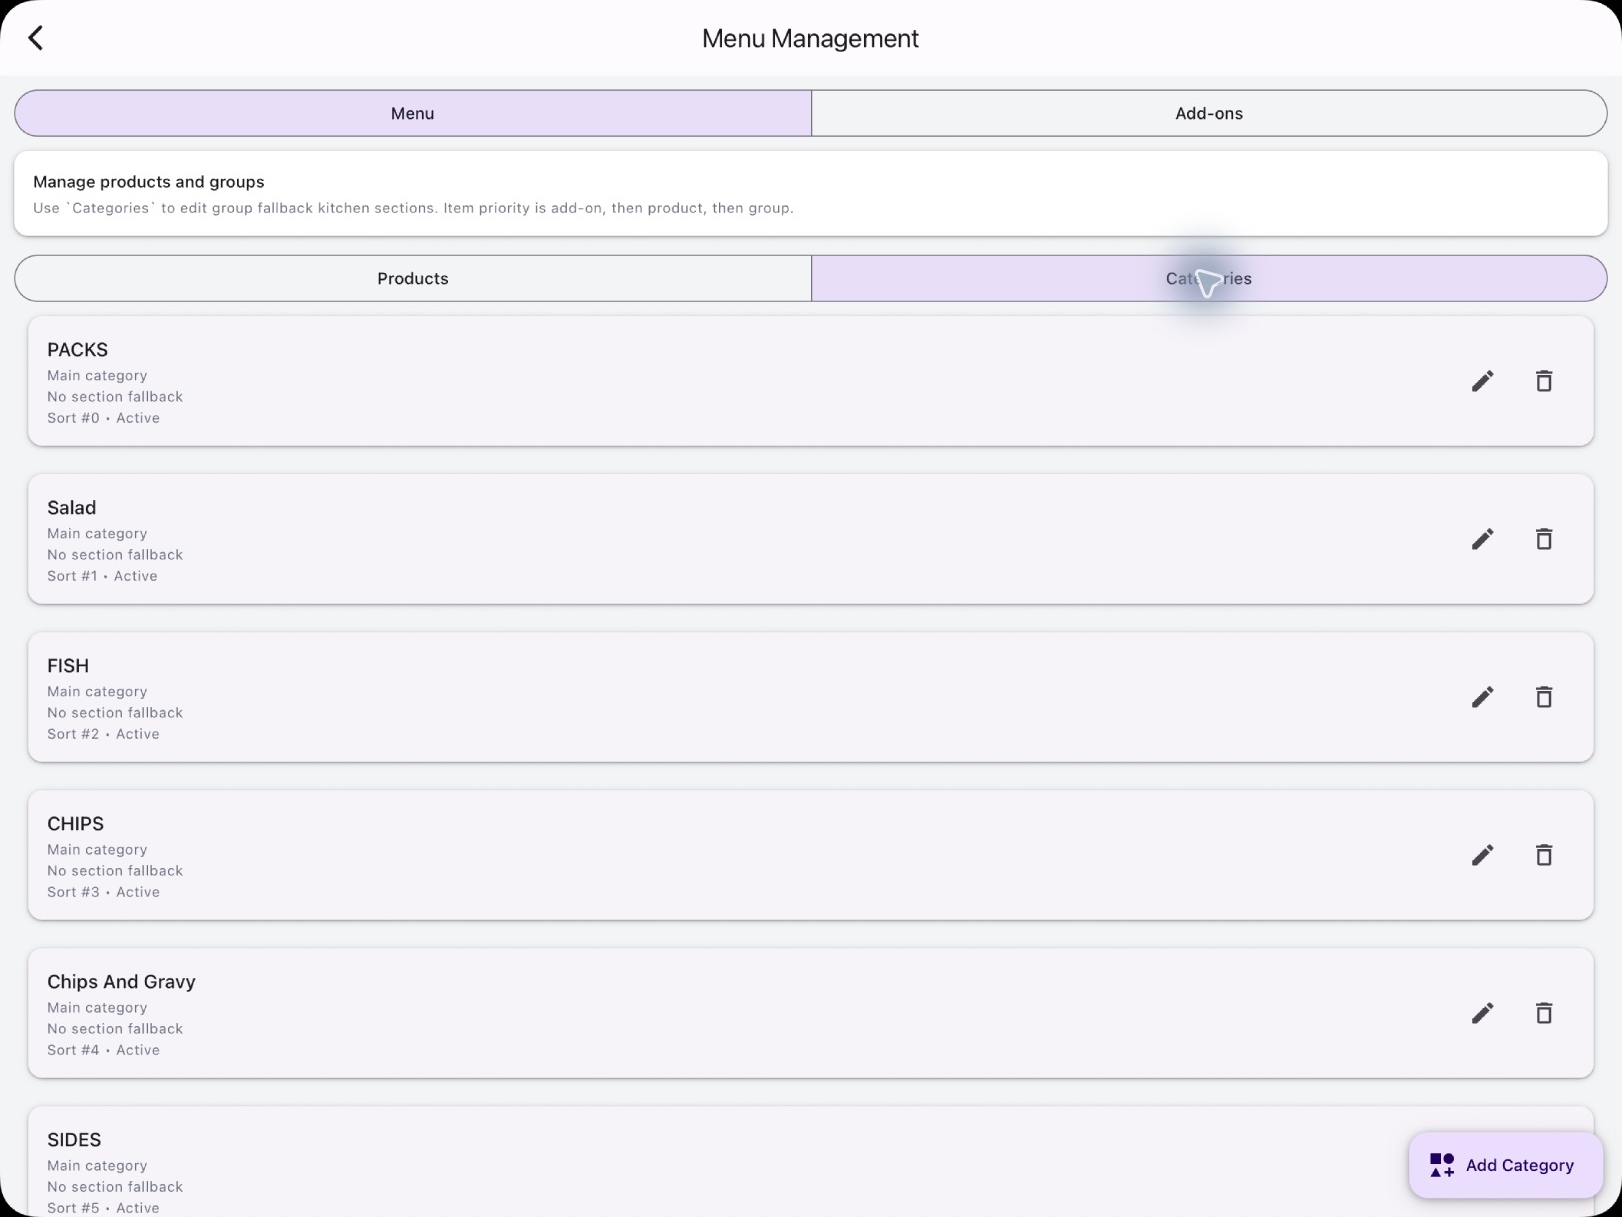 Menu Management
Menu
Add-ons
Manage products and groups
Use `Categories` to edit group fallback kitchen sections. Item priority is add-on, then product, then group.
Products
Categories
PACKS
Main category
No section fallback
Sort #0 • Active
Salad
Main category
No section fallback
Sort #1 • Active
FISH
Main category
No section fallback
Sort #2 • Active
CHIPS
Main category
No section fallback
Sort #3 • Active
Chips And Gravy
Main category
No section fallback
Sort #4 • Active
SIDES
Main category
No section fallback
Sort #5 • Active
Add Category